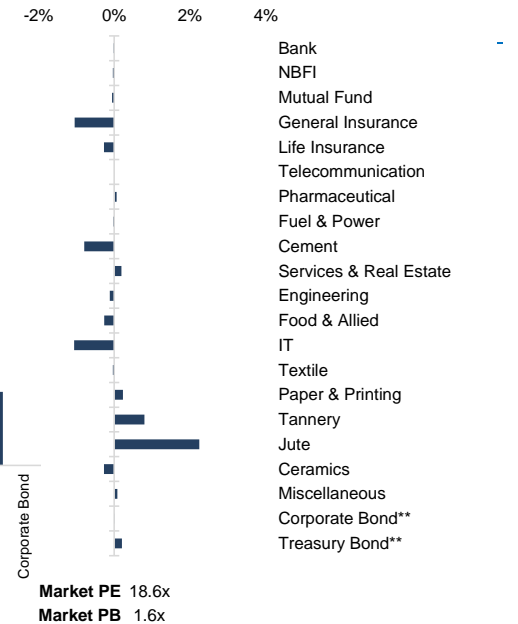 -2% 0% 2% 4%
Bank
NBFI
Mutual Fund
General Insurance
Life Insurance
Telecommunication
Pharmaceutical
Fuel & Power
Cement
Services & Real Estate
Engineering
Food & Allied
IT
Textile
Paper & Printing
Tannery
Jute
Ceramics
Miscellaneous
Corporate Bond**
Treasury Bond**
Corporate Bond
Market PE 18.6x
Market PB 1.6x